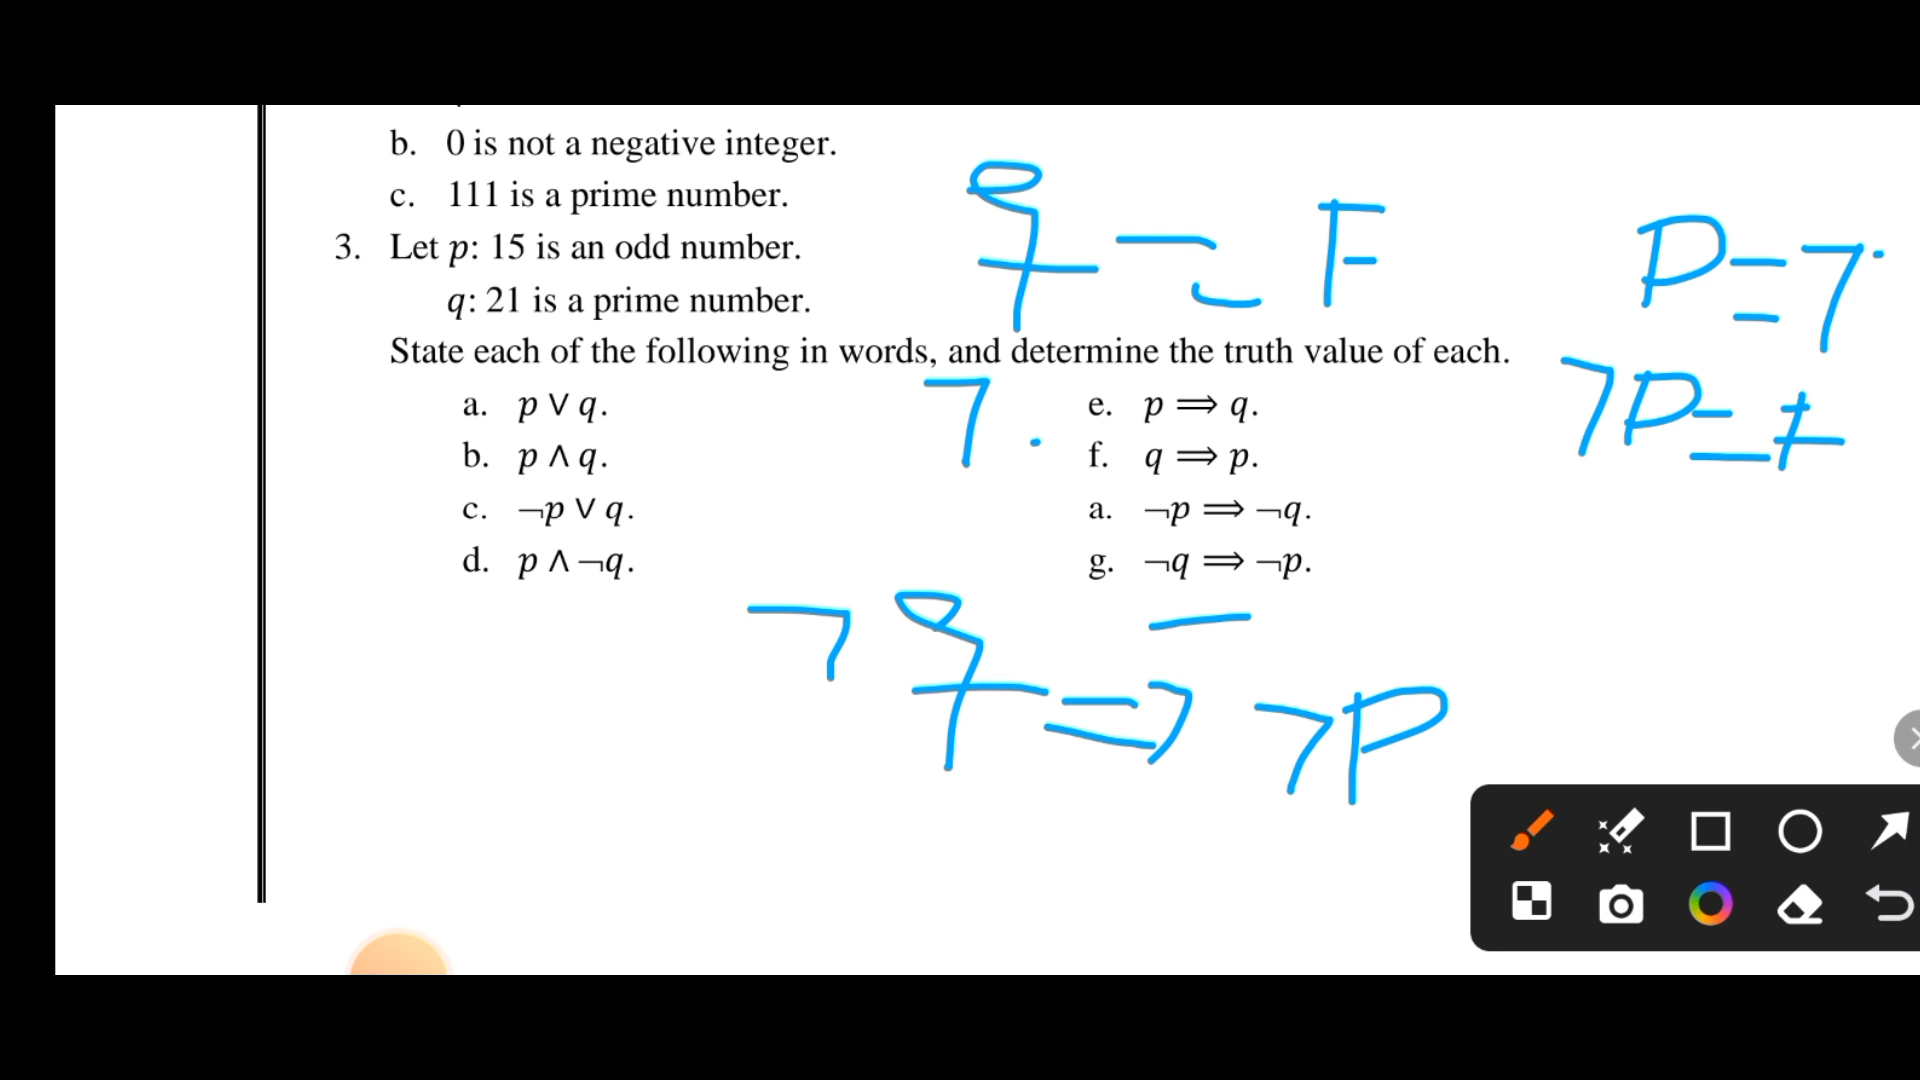 b. 0 is not a negative integer.
c. 111 is a prime number.
3. Let p: 15 is an odd number.
q: 21 is a prime number.
State each of the following in words, and determine the truth value of each.
a. p ∨ q.
b. p ∧ q.
c. ¬p ∨ q.
d. p ∧ ¬q.
e. p ⟹ q.
f. q ⟹ p.
a. ¬p ⟹ ¬q.
g. ¬q ⟹ ¬p.
q = F
¬q ⟹ ¬P